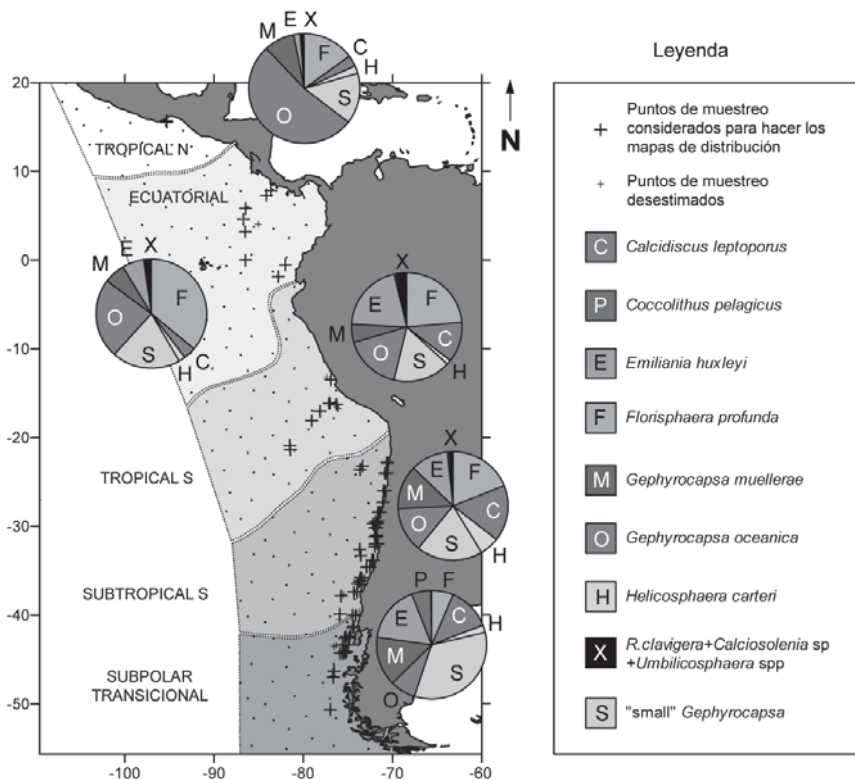 E X
M
F
C
H
S
O
20
10
0
-10
-20
-30
-40
-50
-100
-90
-80
-70
-60
N
TROPICAL N
ECUATORIAL
E X
M
F
O
S
C
H
X
E
F
M
C
O
S
H
TROPICAL S
X
E
F
M
C
O
S
H
SUBTROPICAL S
P F
E
C
H
M
S
O
SUBPOLAR
TRANSICIONAL
Leyenda
Puntos de muestreo
considerados para hacer los
mapas de distribución
Puntos de muestreo
desestimados
C Calcidiscus leptoporus
P Coccolithus pelagicus
E Emiliania huxleyi
F Florisphaera profunda
M Gephyrocapsa muellerae
O Gephyrocapsa oceanica
H Helicosphaera carteri
X R.clavigera+Calciosolenia sp
+Umbilicosphaera spp
S "small" Gephyrocapsa